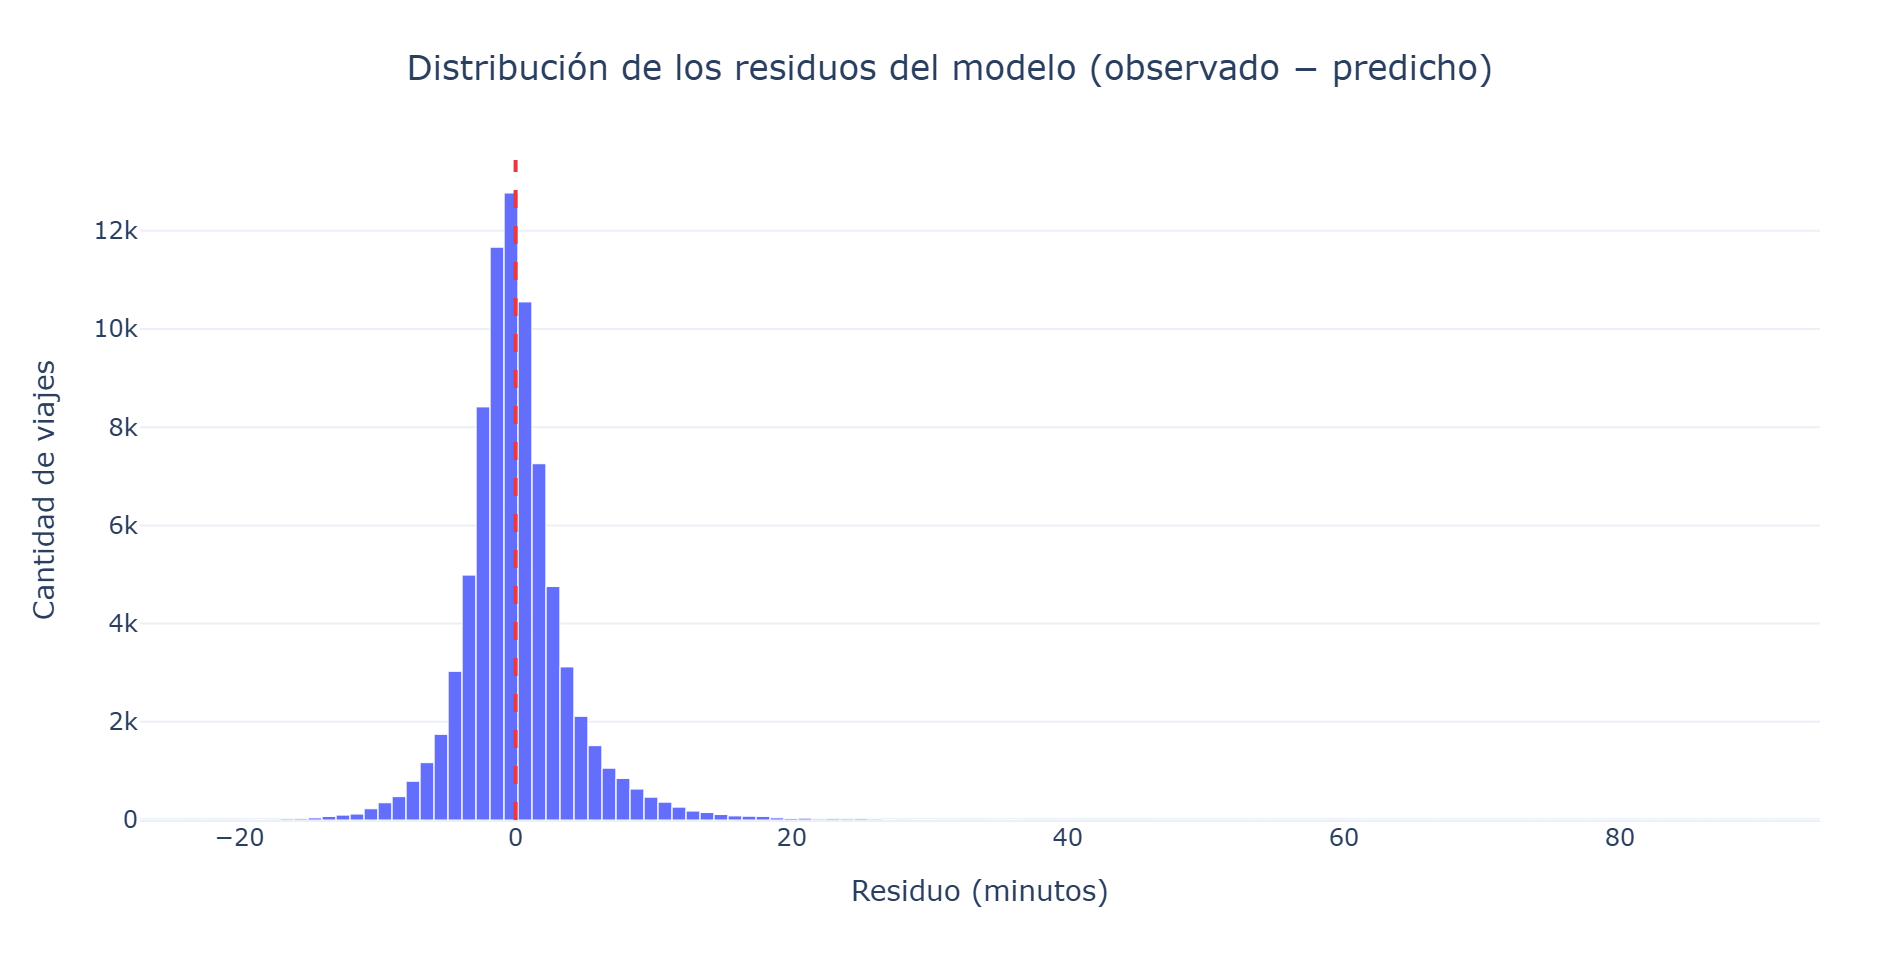 Distribución de los residuos del modelo (observado − predicho)
12k
10k
8k
6k
4k
2k
0
Cantidad de viajes
−20 0 20 40 60 80
Residuo (minutos)